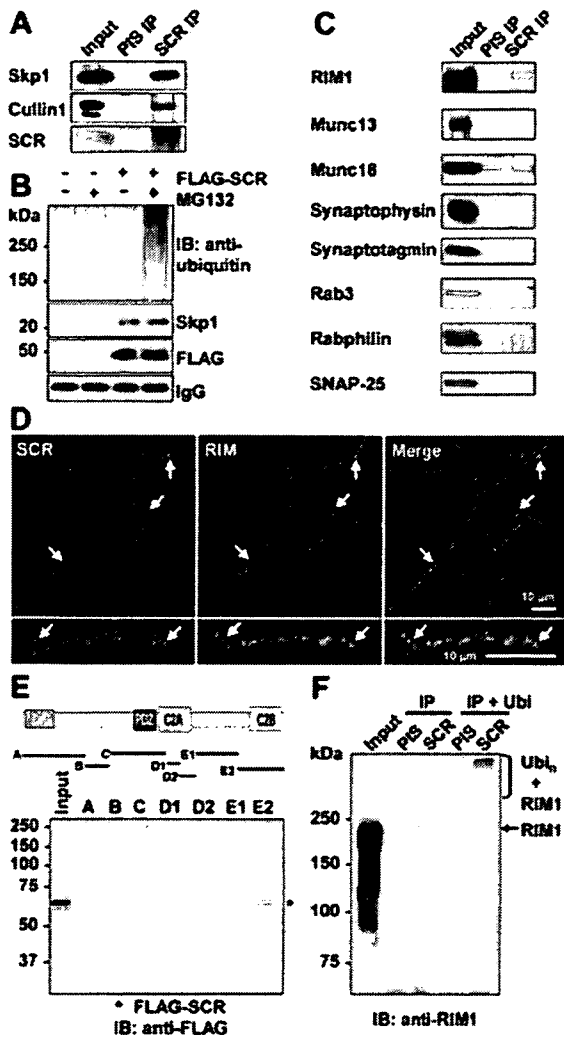 A
Input
PIS IP
SCR IP
Skp1
Cullin1
SCR
B
- - + + FLAG-SCR
- + - + MG132
kDa
250
150
IB: anti-
ubiquitin
20
Skp1
50
FLAG
IgG
C
Input
PIS IP
SCR IP
RIM1
Munc13
Munc18
Synaptophysin
Synaptotagmin
Rab3
Rabphilin
SNAP-25
D
SCR
RIM
Merge
10 µm
10 µm
E
C2A
C2B
A
B
C
D1
D2
E1
E2
Input
A B C D1 D2 E1 E2
250
150
100
75
50
37
*
* FLAG-SCR
IB: anti-FLAG
F
IP
IP + Ubi
Input
PIS
SCR
PIS
SCR
kDa
Ubin
+
RIM1
250
RIM1
150
100
75
IB: anti-RIM1